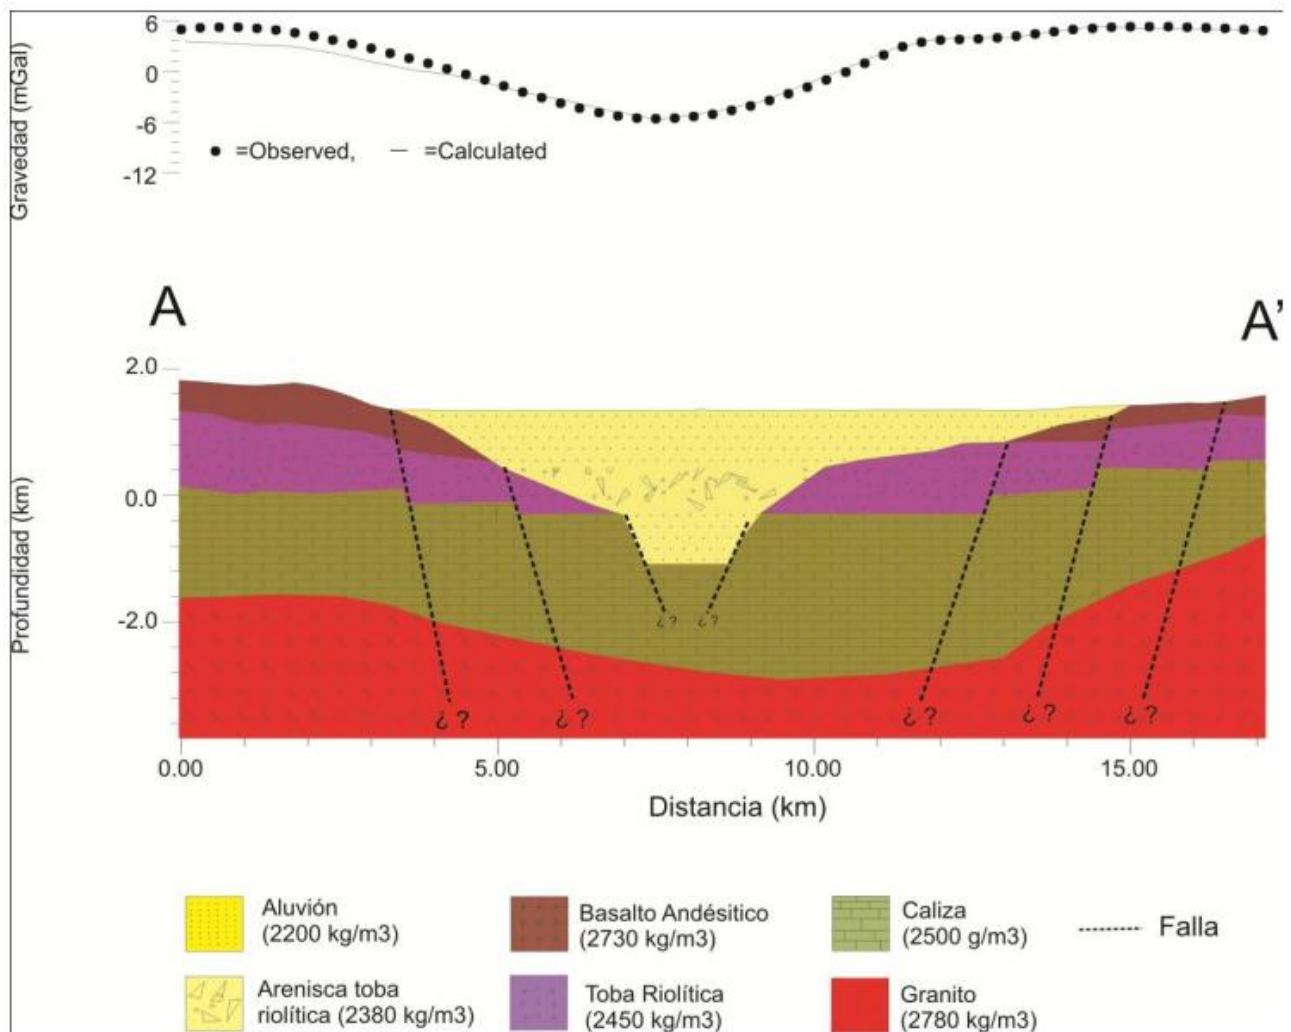 Gravedad (mGal)
6
0
-6
-12
=Observed, — =Calculated
A
A'
Profundidad (km)
2.0
0.0
-2.0
¿ ?
¿ ?
¿ ?
¿ ?
¿ ?
¿ ?
¿ ?
0.00
5.00
10.00
15.00
Distancia (km)
Aluvión
(2200 kg/m3)
Basalto Andésitico
(2730 kg/m3)
Caliza
(2500 g/m3)
Falla
Arenisca toba
riolítica (2380 kg/m3)
Toba Riolítica
(2450 kg/m3)
Granito
(2780 kg/m3)